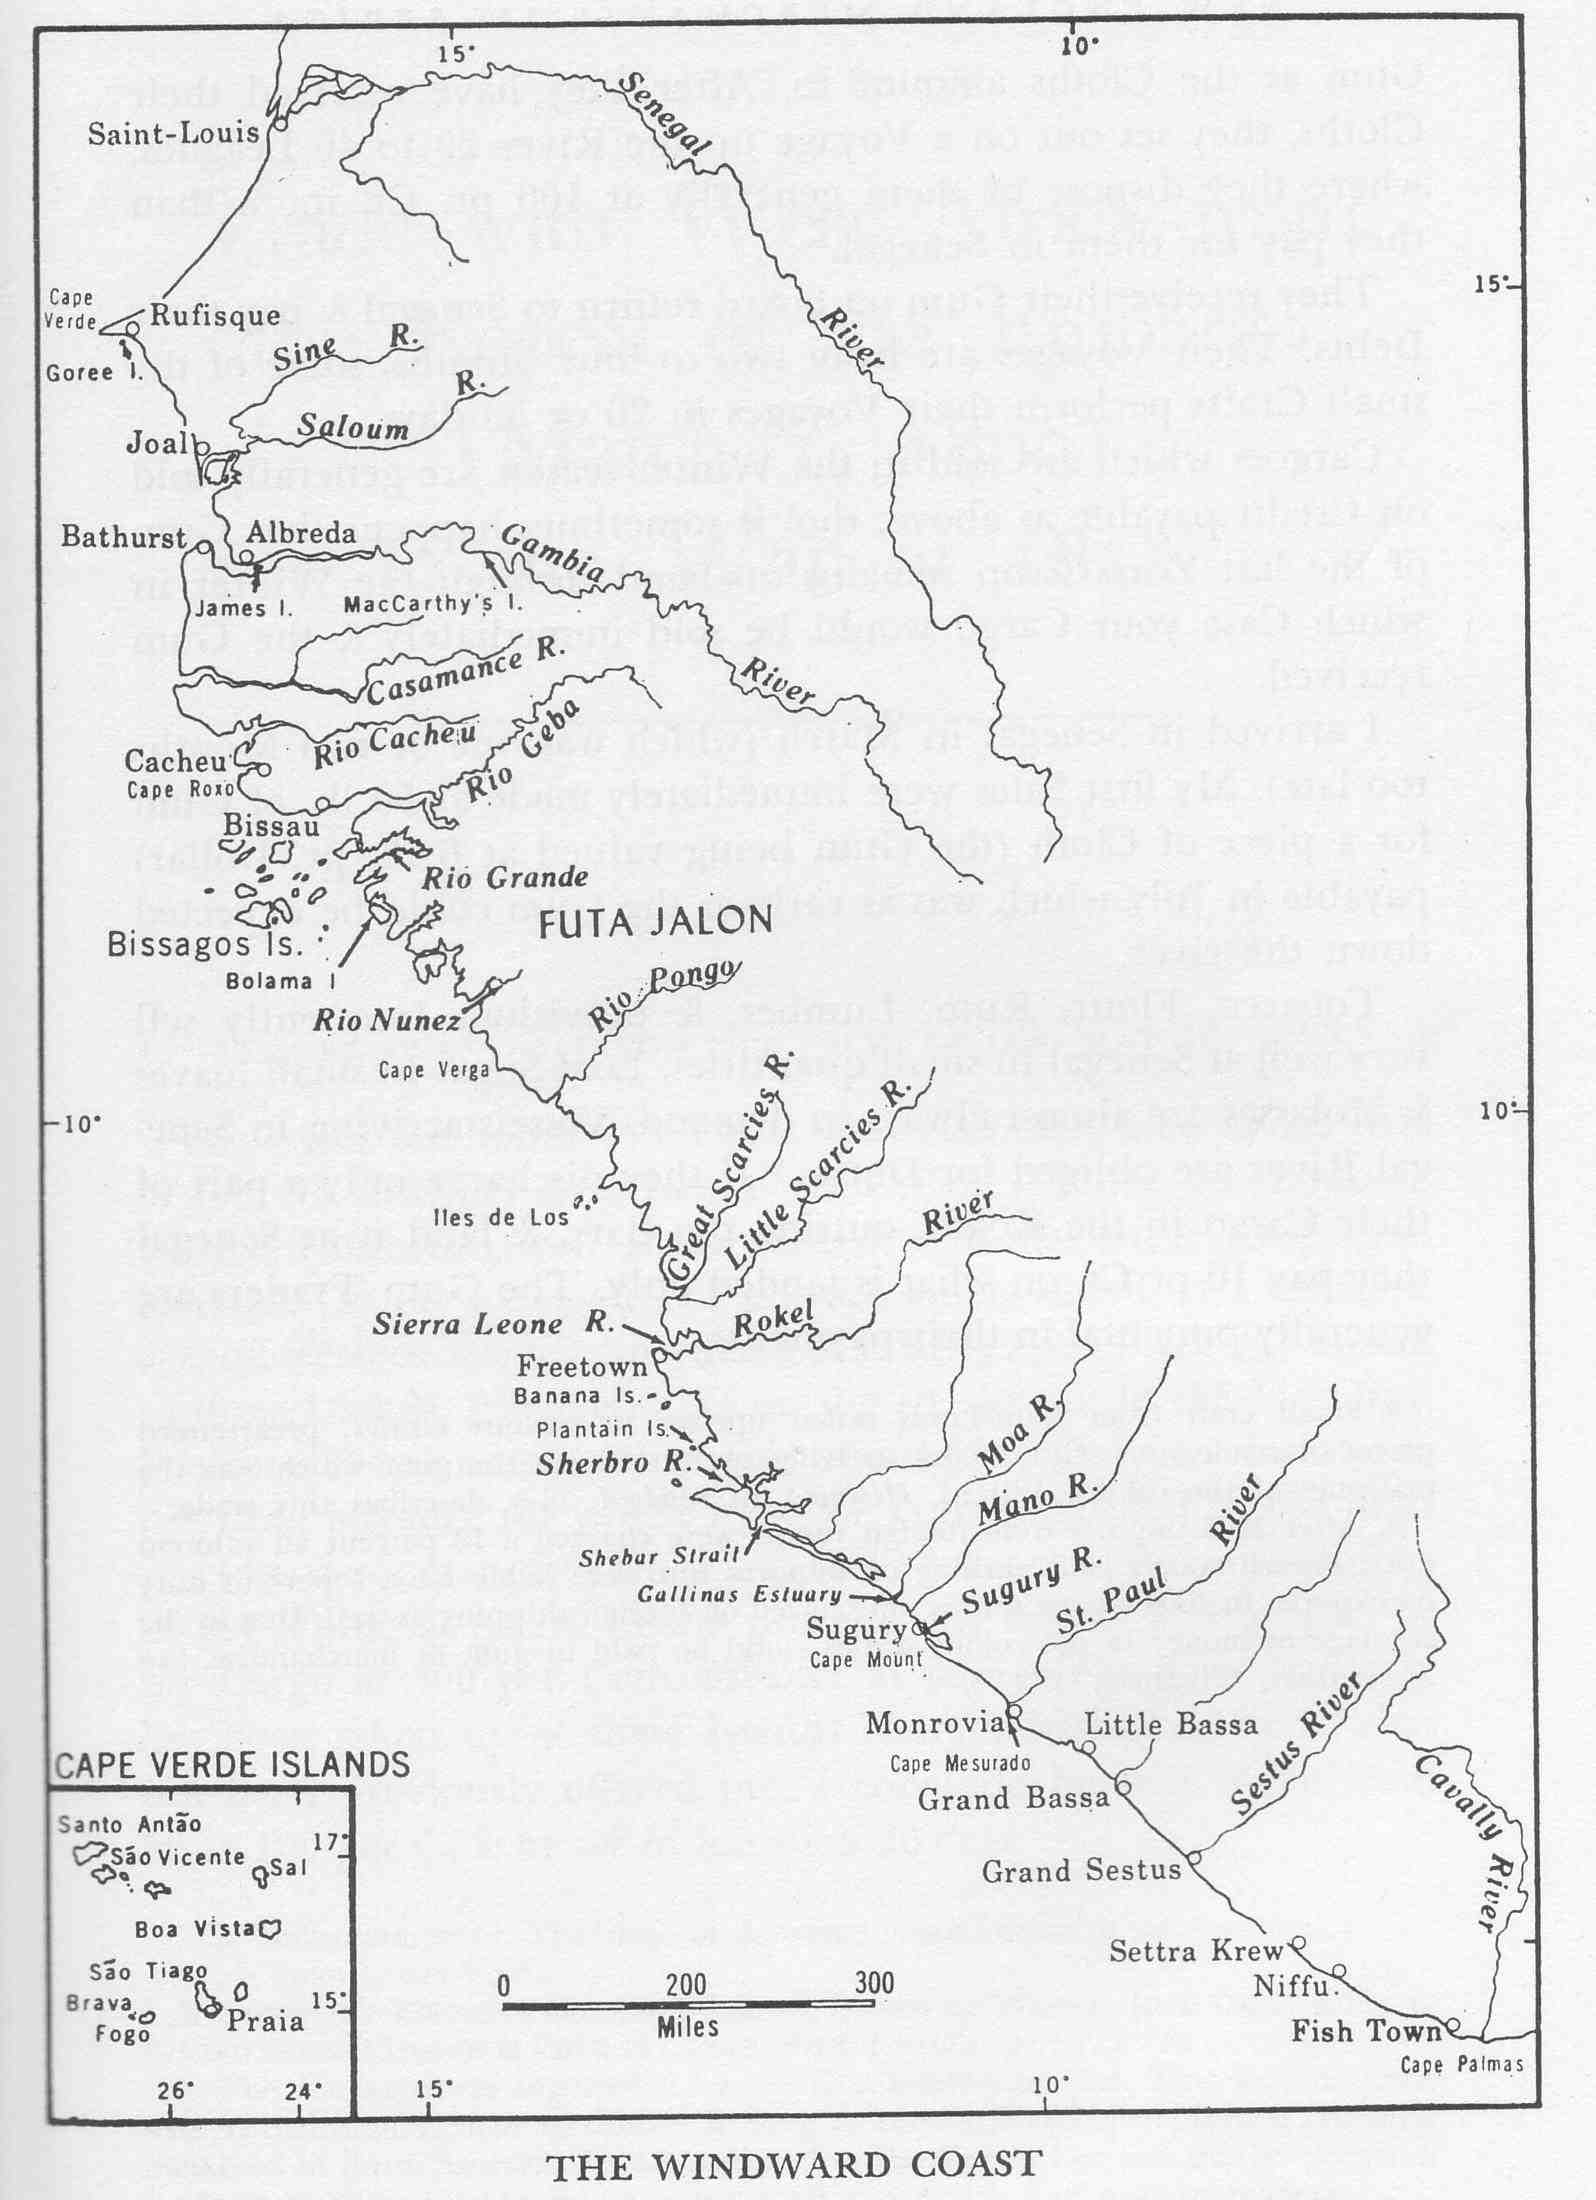 15°
10°
Senegal
River
Saint-Louis
15°
Cape
Verde
Rufisque
Goree I.
Sine R.
Saloum R.
Joal
Bathurst
Albreda
Gambia
River
James I.
MacCarthy's I.
Casamance R.
Rio Cacheu
Rio Geba
Cacheu
Cape Roxo
Bissau
Rio Grande
FUTA JALON
Bissagos Is.
Bolama I
Rio Nunez
Rio Pongo
Cape Verga
10°
10°
Great Scarcies R.
Little Scarcies R.
Iles de Los
Rokel River
Sierra Leone R.
Freetown
Banana Is.
Plantain Is.
Sherbro R.
Moa R.
Mano R.
Shebar Strait
Gallinas Estuary
Sugury R.
St. Paul River
Sugury
Cape Mount
Monrovia
Little Bassa
Cape Mesurado
Grand Bassa
Sestus River
Cavally River
Grand Sestus
Settra Krew
Niffu
Fish Town
Cape Palmas
CAPE VERDE ISLANDS
Santo Antão
17°
São Vicente
Sal
Boa Vista
São Tiago
Brava
15°
Fogo
Praia
26°
24°
0 200 300
Miles
15°
10°
THE WINDWARD COAST